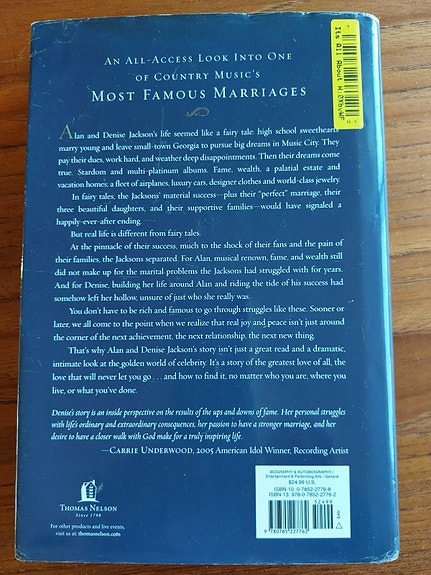 AN ALL-ACCESS LOOK INTO ONE
OF COUNTRY MUSIC'S
MOST FAMOUS MARRIAGES
Its All About H:0
Alan and Denise Jackson's life seemed like a fairy tale: high school sweethearts
marry young and leave small-town Georgia to pursue big dreams in Music City. They
pay their dues, work hard, and weather deep disappointments. Then their dreams come
true. Stardom and multi-platinum albums. Fame, wealth, a palatial estate and
vacation homes; a fleet of airplanes, luxury cars, designer clothes and world-class jewelry.
In fairy tales, the Jacksons' material success—plus their "perfect" marriage, their
three beautiful daughters, and their supportive families—would have signaled a
happily-ever-after ending.
But real life is different from fairy tales.
At the pinnacle of their success, much to the shock of their fans and the pain of
their families, the Jacksons separated. For Alan, musical renown, fame, and wealth still
did not make up for the marital problems the Jacksons had struggled with for years.
And for Denise, building her life around Alan and riding the tide of his success had
somehow left her hollow, unsure of just who she really was.
You don't have to be rich and famous to go through struggles like these. Sooner or
later, we all come to the point when we realize that real joy and peace isn't just around
the corner of the next achievement, the next relationship, the next new thing.
That's why Alan and Denise Jackson's story isn't just a great read and a dramatic,
intimate look at the golden world of celebrity. It's a story of the greatest love of all, the
love that will never let you go . . . and how to find it, no matter who you are, where you
live, or what you've done.
Denise's story is an inside perspective on the results of the ups and downs of fame. Her personal struggles
with life's ordinary and extraordinary consequences, her passion to have a stronger marriage, and her
desire to have a closer walk with God make for a truly inspiring life.
—CARRIE UNDERWOOD, 2005 American Idol Winner, Recording Artist
THOMAS NELSON
Since 1798
For other products and live events,
visit us at: thomasnelson.com
BIOGRAPHY & AUTOBIOGRAPHY /
Entertainment & Performing Arts / General
$24.99 U.S.
ISBN-10: 0-7852-2776-8
ISBN-13: 978-0-7852-2776-2
52499
9 780785 227762